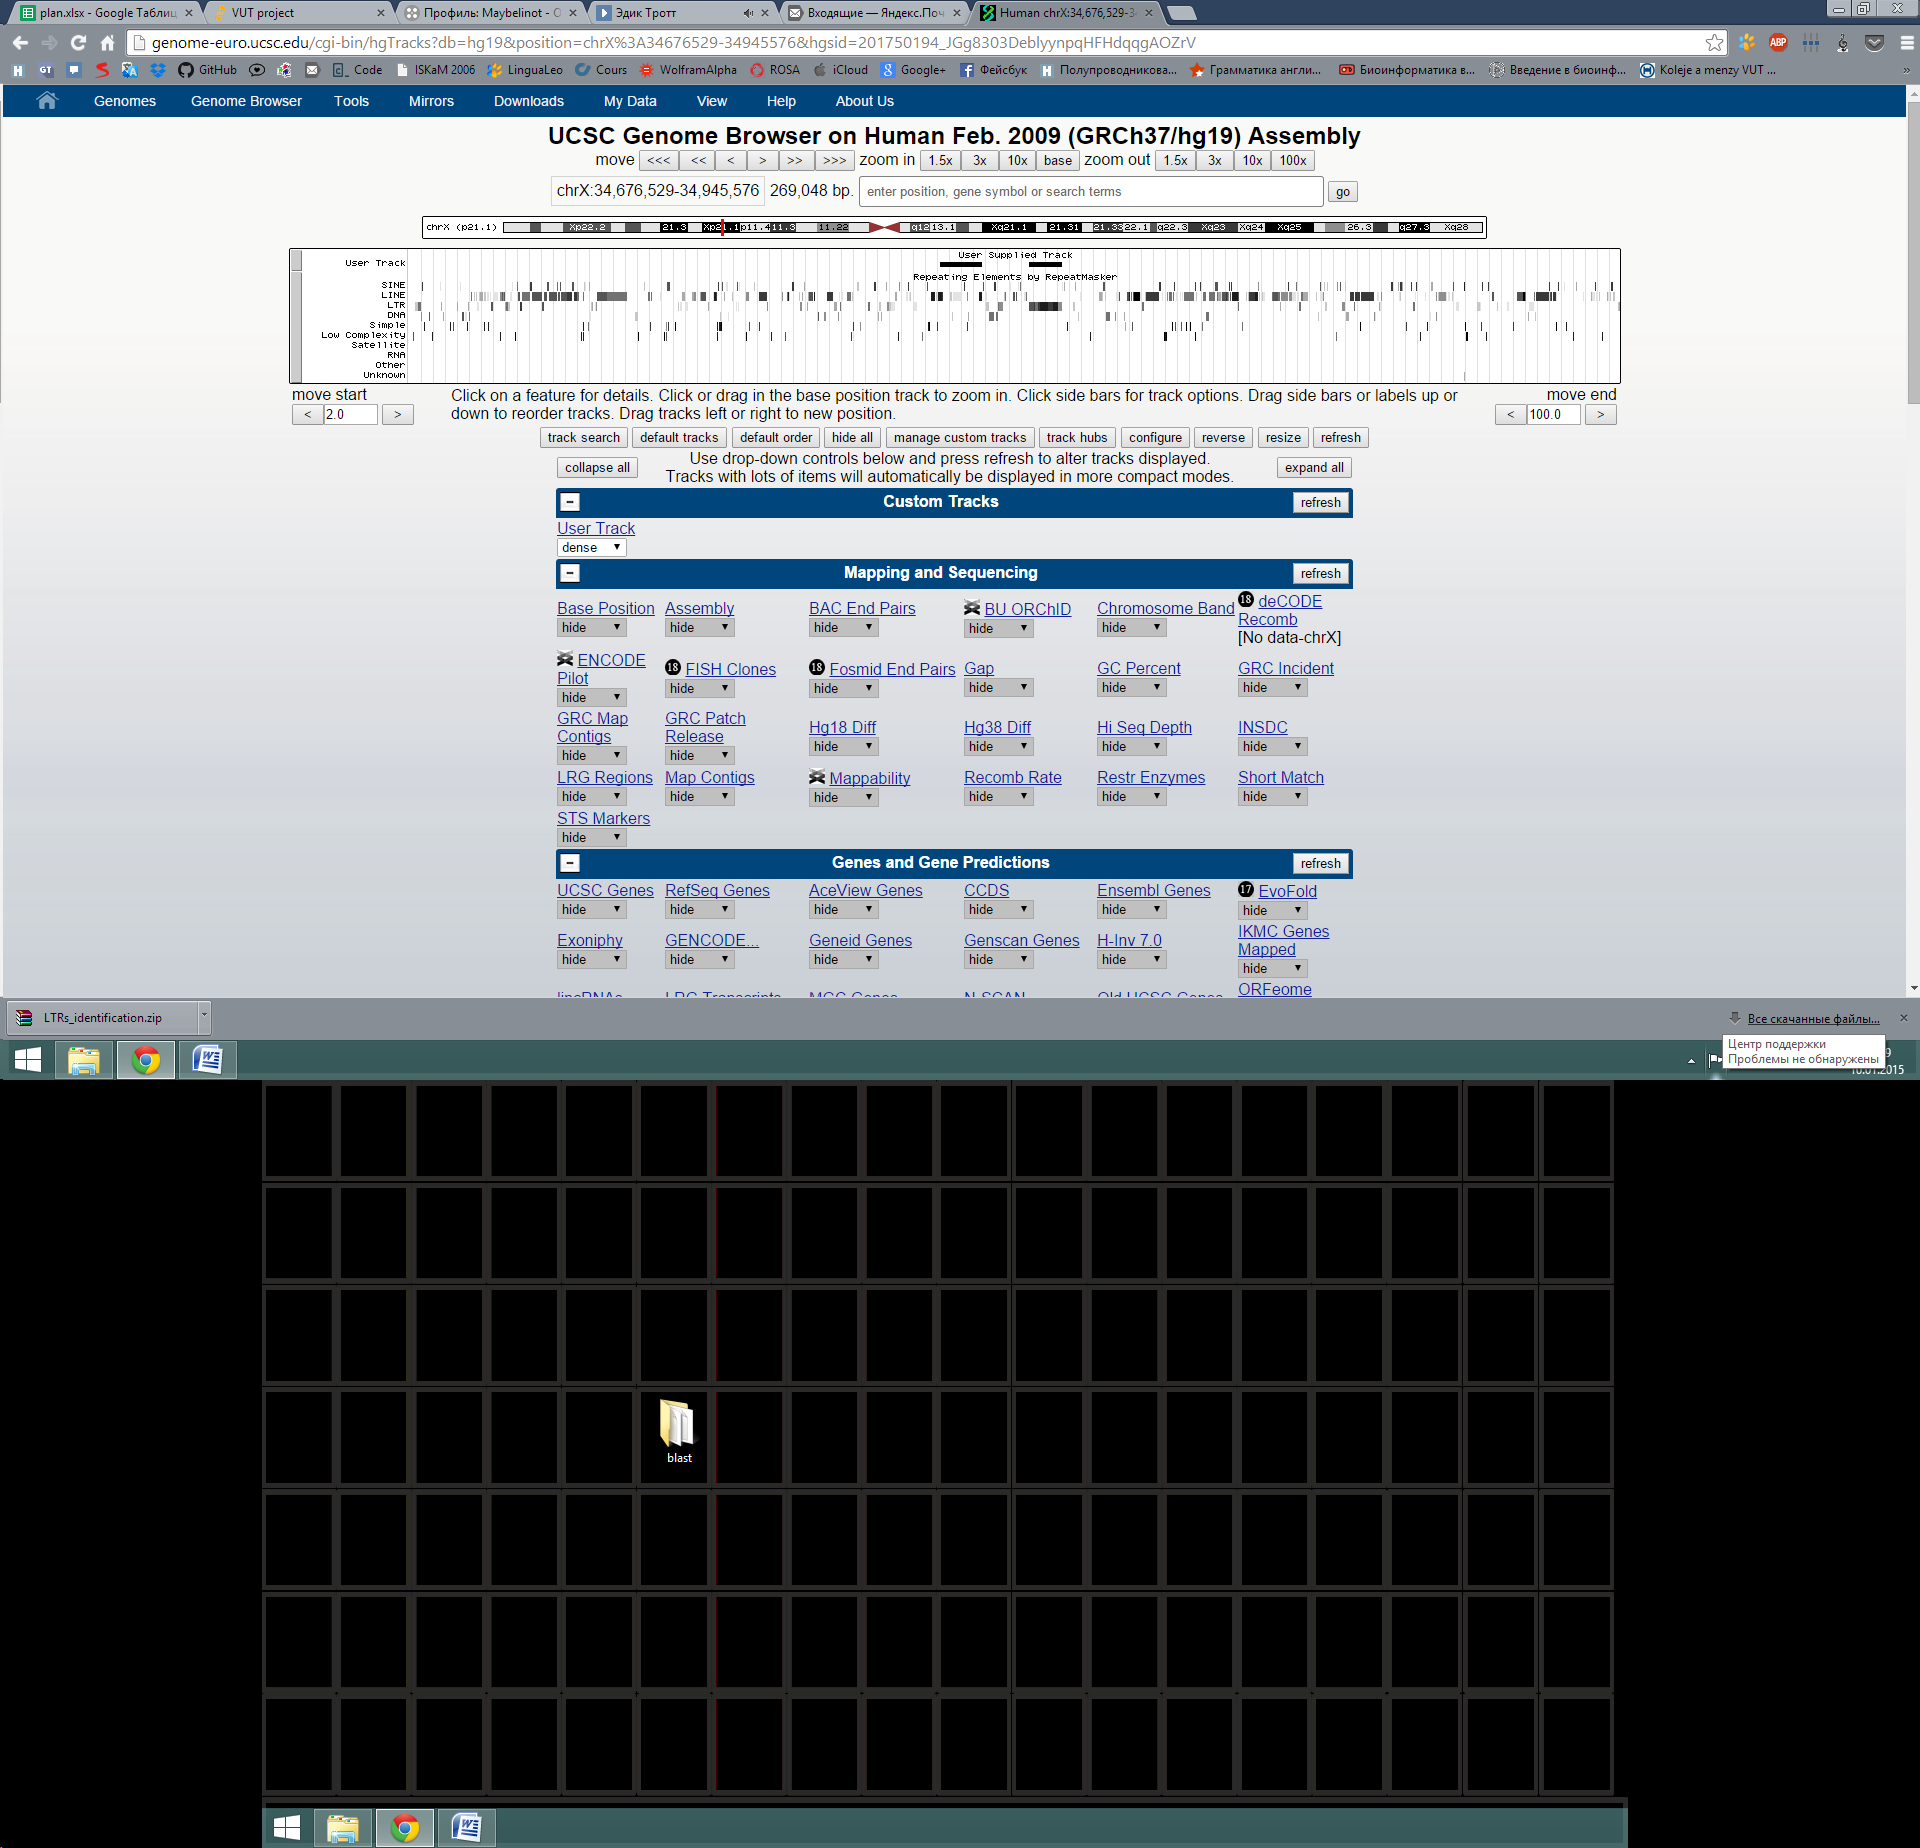 plan.xlsx - Google Таблиц
VUT project
Профиль: Maybelinot - O
Эдик Тротт
Входящие — Яндекс.Поч
Human chrX:34,676,529-34
genome-euro.ucsc.edu/cgi-bin/hgTracks?db=hg19&position=chrX%3A34676529-34945576&hgsid=201750194_JGg8303DeblyynpqHFHdqqgAOZrV
GitHub Code ISKaM 2006 LinguaLeo Cours WolframAlpha ROSA iCloud Google+ Фейсбук Полупроводникова... Грамматика англи... Биоинформатика в... Введение в биоинф... Koleje a menzy VUT ...
Genomes Genome Browser Tools Mirrors Downloads My Data View Help About Us
UCSC Genome Browser on Human Feb. 2009 (GRCh37/hg19) Assembly
move <<< << < > >> >>> zoom in 1.5x 3x 10x base zoom out 1.5x 3x 10x 100x
chrX:34,676,529-34,945,576 269,048 bp. enter position, gene symbol or search terms go
chrX (p21.1) Xp22.2 21.3 Xp21.1 p11.4 11.3 11.22 q12 13.1 Xq21.1 21.31 21.33 22.1 q22.3 Xq23 Xq24 Xq25 26.3 q27.3 Xq28
User Supplied Track
User Track
Repeating Elements by RepeatMasker
SINE
LINE
LTR
DNA
Simple
Low Complexity
Satellite
RNA
Other
Unknown
move start
< 2.0 >
Click on a feature for details. Click or drag in the base position track to zoom in. Click side bars for track options. Drag side bars or labels up or
down to reorder tracks. Drag tracks left or right to new position.
move end
< 100.0 >
track search default tracks default order hide all manage custom tracks track hubs configure reverse resize refresh
collapse all
Use drop-down controls below and press refresh to alter tracks displayed.
Tracks with lots of items will automatically be displayed in more compact modes.
expand all
- Custom Tracks refresh
User Track
dense
- Mapping and Sequencing refresh
Base Position Assembly BAC End Pairs BU ORChID Chromosome Band 18 deCODE
Recomb
hide hide hide hide hide [No data-chrX]
ENCODE
Pilot 18 FISH Clones 18 Fosmid End Pairs Gap GC Percent GRC Incident
hide hide hide hide hide hide
GRC Map
Contigs GRC Patch
Release Hg18 Diff Hg38 Diff Hi Seq Depth INSDC
hide hide hide hide hide hide
LRG Regions Map Contigs Mappability Recomb Rate Restr Enzymes Short Match
hide hide hide hide hide hide
STS Markers
hide
- Genes and Gene Predictions refresh
UCSC Genes RefSeq Genes AceView Genes CCDS Ensembl Genes 17 EvoFold
hide hide hide hide hide hide
Exoniphy GENCODE... Geneid Genes Genscan Genes H-Inv 7.0 IKMC Genes
Mapped
hide hide hide hide hide hide
lincRNAs LRG Transcripts MGC Genes N-SCAN Old UCSC Genes ORFeome
LTRs_identification.zip
Все скачанные файлы...
Центр поддержки
Проблемы не обнаружены
blast